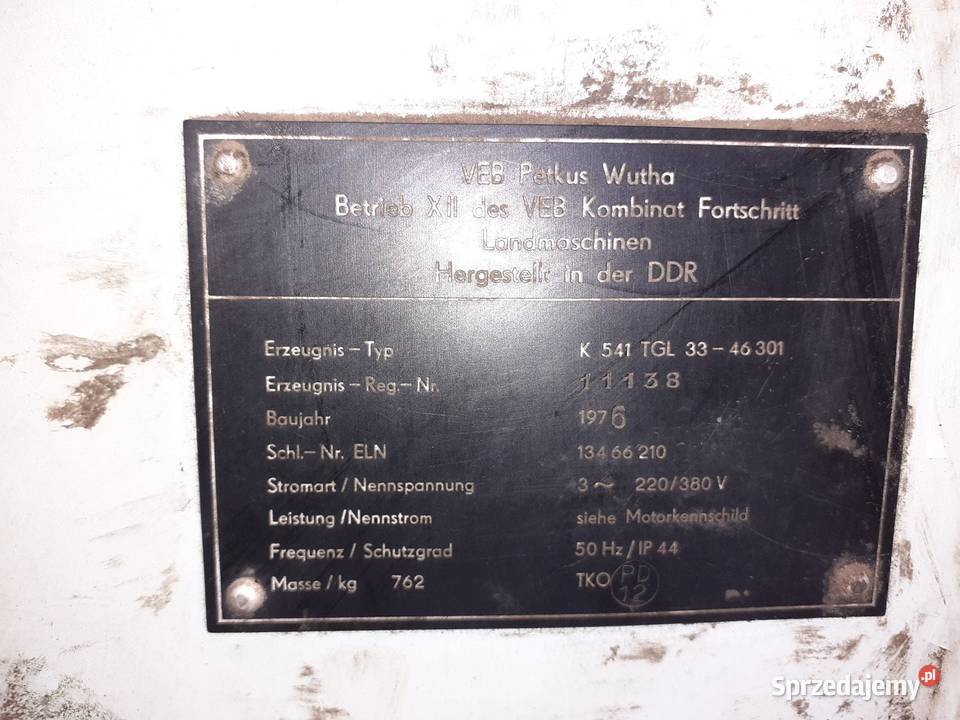 VEB Petkus Wutha
Betrieb XII des VEB Kombinat Fortschritt
Landmaschinen
Hergestellt in der DDR
Erzeugnis-Typ K 541 TGL 33-46 301
Erzeugnis-Reg.-Nr. 11138
Baujahr 1976
Schl.-Nr. ELN 134 66 210
Stromart/Nennspannung 3~ 220/380 V
Leistung/Nennstrom siehe Motorkennschild
Frequenz/Schutzgrad 50 Hz/IP 44
Masse/kg 762 TKO PD 12
Sprzedajemy.pl